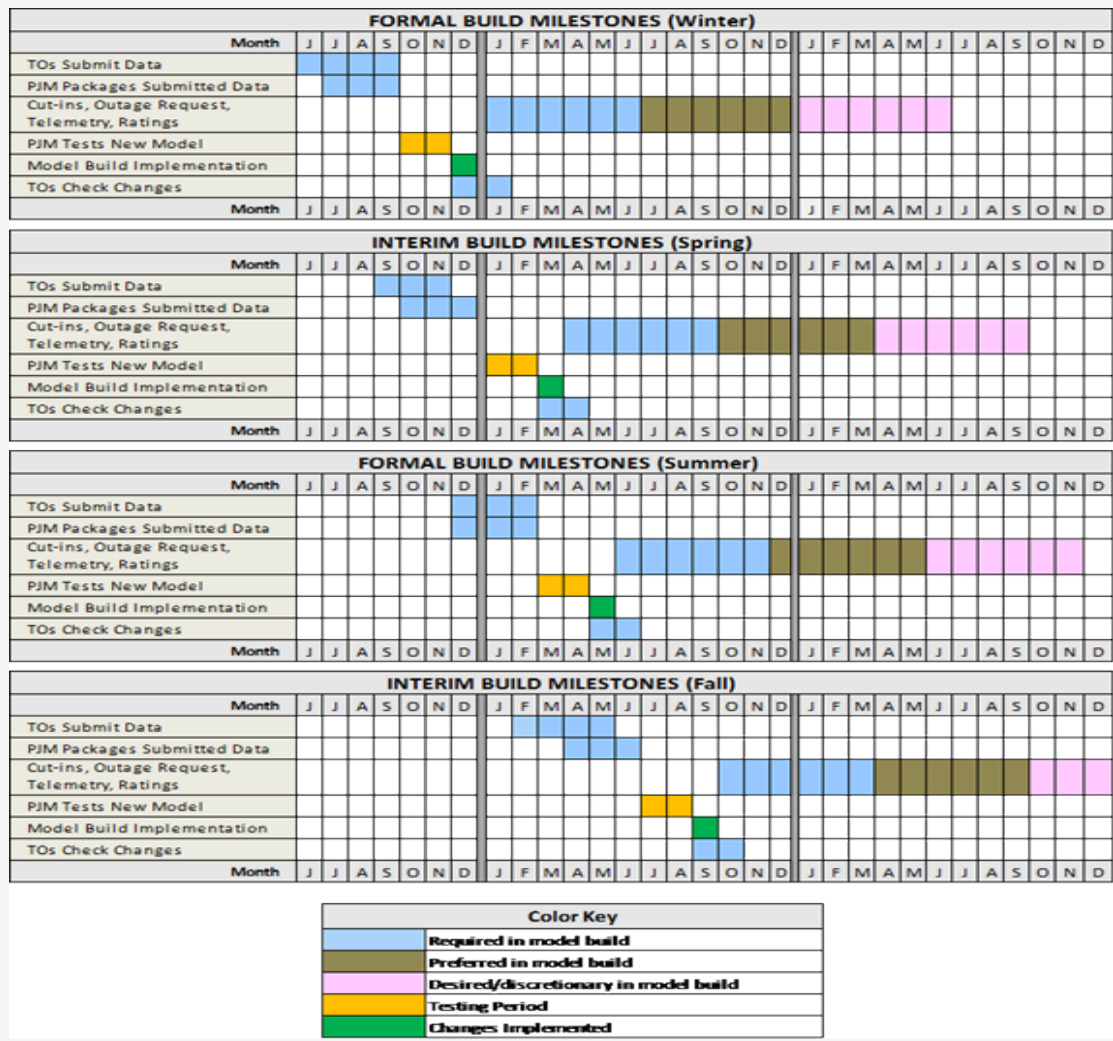 FORMAL BUILD MILESTONES (Winter)
Month J J A S O N D J F M A M J J A S O N D J F M A M J J A S O N D
TOs Submit Data
PJM Packages Submitted Data
Cut-ins, Outage Request,
Telemetry, Ratings
PJM Tests New Model
Model Build Implementation
TOs Check Changes
Month J J A S O N D J F M A M J J A S O N D J F M A M J J A S O N D
INTERIM BUILD MILESTONES (Spring)
Month J J A S O N D J F M A M J J A S O N D J F M A M J J A S O N D
TOs Submit Data
PJM Packages Submitted Data
Cut-ins, Outage Request,
Telemetry, Ratings
PJM Tests New Model
Model Build Implementation
TOs Check Changes
Month J J A S O N D J F M A M J J A S O N D J F M A M J J A S O N D
FORMAL BUILD MILESTONES (Summer)
Month J J A S O N D J F M A M J J A S O N D J F M A M J J A S O N D
TOs Submit Data
PJM Packages Submitted Data
Cut-ins, Outage Request,
Telemetry, Ratings
PJM Tests New Model
Model Build Implementation
TOs Check Changes
Month J J A S O N D J F M A M J J A S O N D J F M A M J J A S O N D
INTERIM BUILD MILESTONES (Fall)
Month J J A S O N D J F M A M J J A S O N D J F M A M J J A S O N D
TOs Submit Data
PJM Packages Submitted Data
Cut-ins, Outage Request,
Telemetry, Ratings
PJM Tests New Model
Model Build Implementation
TOs Check Changes
Month J J A S O N D J F M A M J J A S O N D J F M A M J J A S O N D
Color Key
Required in model build
Preferred in model build
Desired/discretionary in model build
Testing Period
Changes Implemented